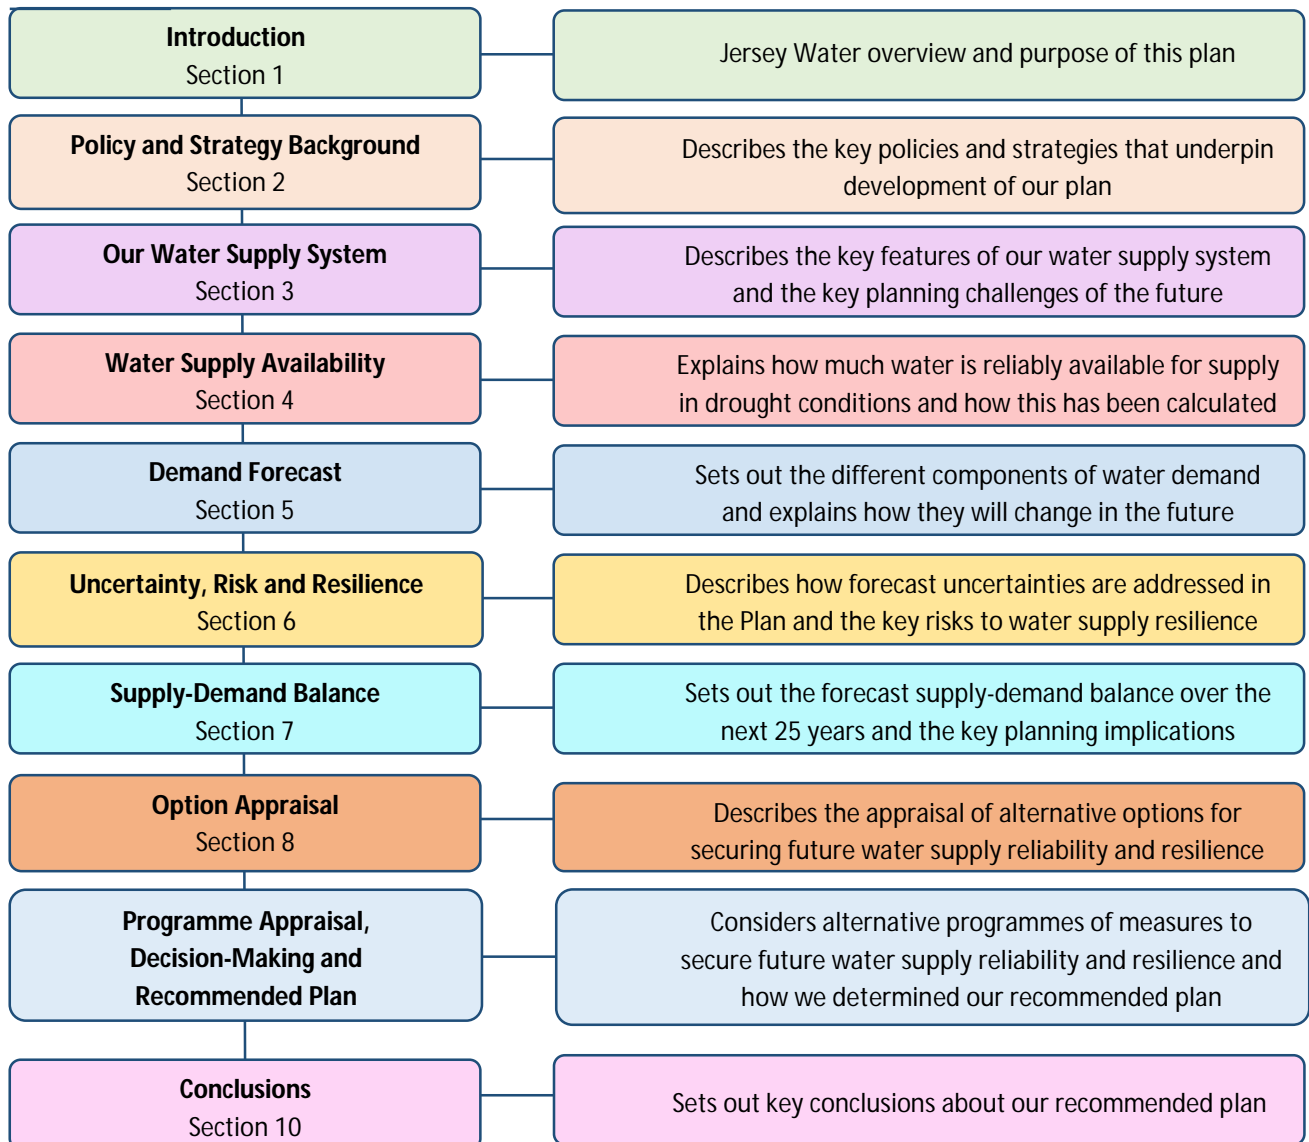 Introduction
Section 1
Jersey Water overview and purpose of this plan
Policy and Strategy Background
Section 2
Describes the key policies and strategies that underpin
development of our plan
Our Water Supply System
Section 3
Describes the key features of our water supply system
and the key planning challenges of the future
Water Supply Availability
Section 4
Explains how much water is reliably available for supply
in drought conditions and how this has been calculated
Demand Forecast
Section 5
Sets out the different components of water demand
and explains how they will change in the future
Uncertainty, Risk and Resilience
Section 6
Describes how forecast uncertainties are addressed in
the Plan and the key risks to water supply resilience
Supply-Demand Balance
Section 7
Sets out the forecast supply-demand balance over the
next 25 years and the key planning implications
Option Appraisal
Section 8
Describes the appraisal of alternative options for
securing future water supply reliability and resilience
Programme Appraisal,
Decision-Making and
Recommended Plan
Considers alternative programmes of measures to
secure future water supply reliability and resilience and
how we determined our recommended plan
Conclusions
Section 10
Sets out key conclusions about our recommended plan